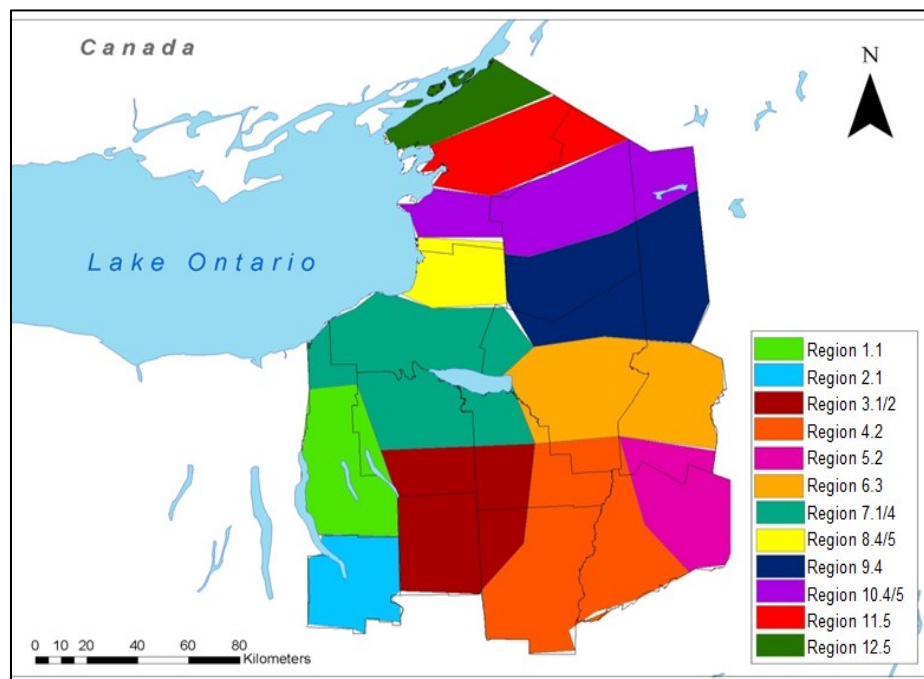 Canada
N
Lake Ontario
Region 1.1
Region 2.1
Region 3.1/2
Region 4.2
Region 5.2
Region 6.3
Region 7.1/4
Region 8.4/5
Region 9.4
Region 10.4/5
Region 11.5
Region 12.5
0 10 20 40 60 80
Kilometers